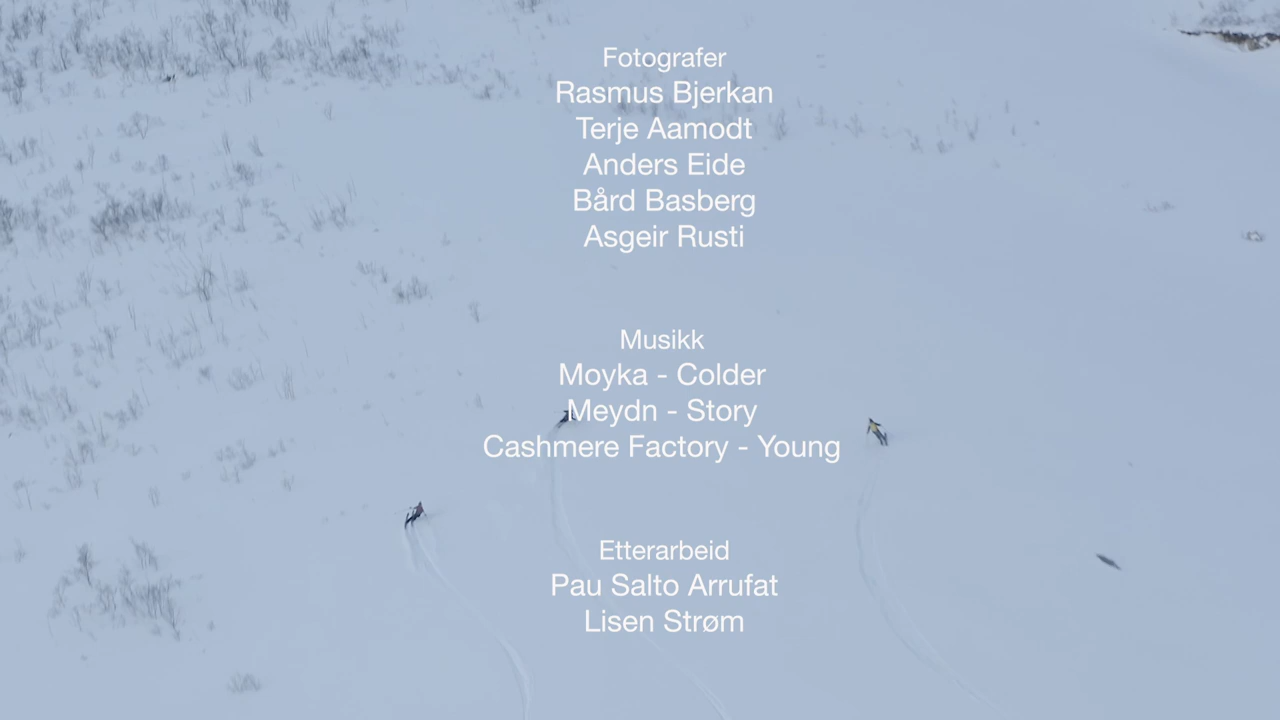 Fotografer
Rasmus Bjerkan
Terje Aamodt
Anders Eide
Bård Basberg
Asgeir Rusti
Musikk
Moyka - Colder
Meydn - Story
Cashmere Factory - Young
Etterarbeid
Pau Salto Arrufat
Lisen Strøm